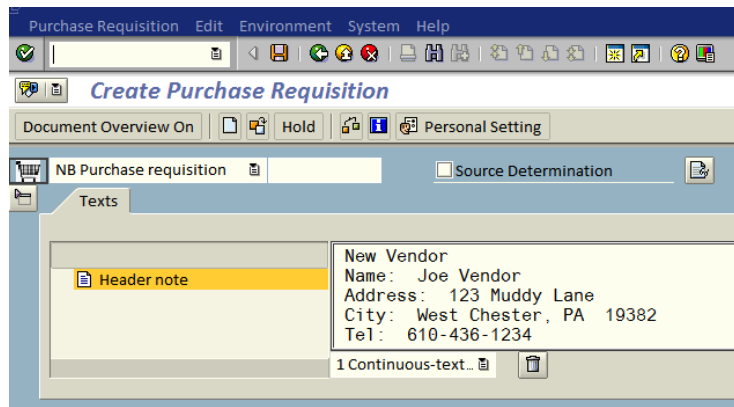 Purchase Requisition Edit Environment System Help
Create Purchase Requisition
Document Overview On Hold Personal Setting
NB Purchase requisition Source Determination
Texts
Header note
New Vendor
Name: Joe Vendor
Address: 123 Muddy Lane
City: West Chester, PA 19382
Tel: 610-436-1234
1 Continuous-text…